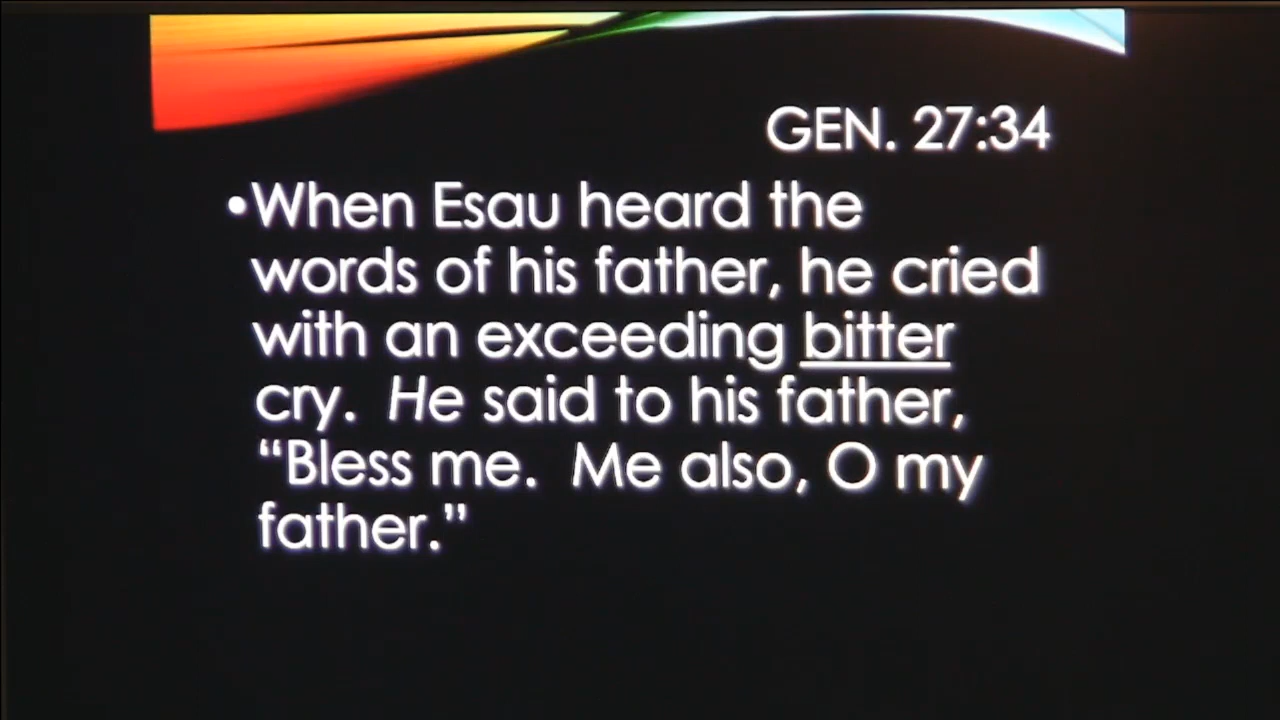 GEN. 27:34
•When Esau heard the
words of his father, he cried
with an exceeding bitter
cry.  He said to his father,
“Bless me.  Me also, O my
father.”